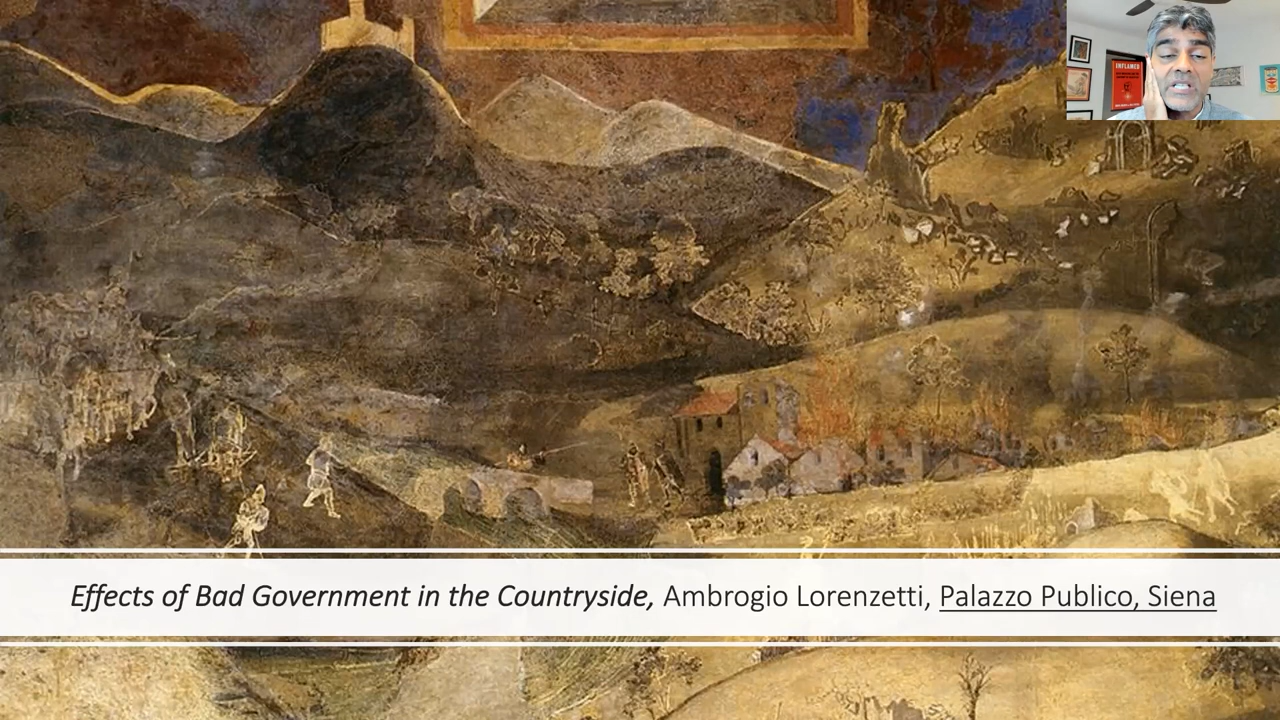 INFLAMED
Effects of Bad Government in the Countryside, Ambrogio Lorenzetti, Palazzo Publico, Siena